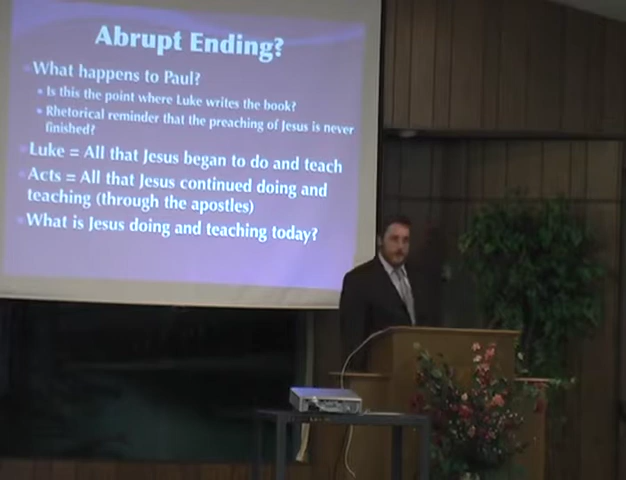 Abrupt Ending?
What happens to Paul?
Is this the point where Luke writes the book?
Rhetorical reminder that the preaching of Jesus is never
finished?
Luke = All that Jesus began to do and teach
Acts = All that Jesus continued doing and
teaching (through the apostles)
What is Jesus doing and teaching today?